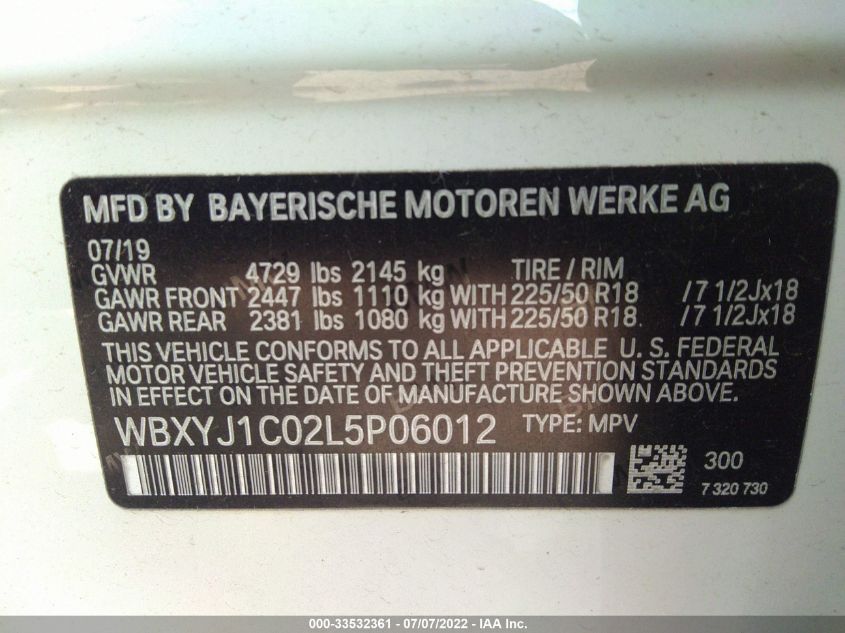 MFD BY BAYERISCHE MOTOREN WERKE AG
07/19
GVWR 4729 lbs 2145 kg TIRE / RIM
GAWR FRONT 2447 lbs 1110 kg WITH 225/50 R18 / 7 1/2Jx18
GAWR REAR 2381 lbs 1080 kg WITH 225/50 R18 / 7 1/2Jx18
THIS VEHICLE CONFORMS TO ALL APPLICABLE U. S. FEDERAL
MOTOR VEHICLE SAFETY AND THEFT PREVENTION STANDARDS
IN EFFECT ON THE DATE OF MANUFACTURE SHOWN ABOVE.
WBXYJ1C02L5P06012 TYPE: MPV
300
7 320 730
000-33532361 - 07/07/2022 - IAA Inc.